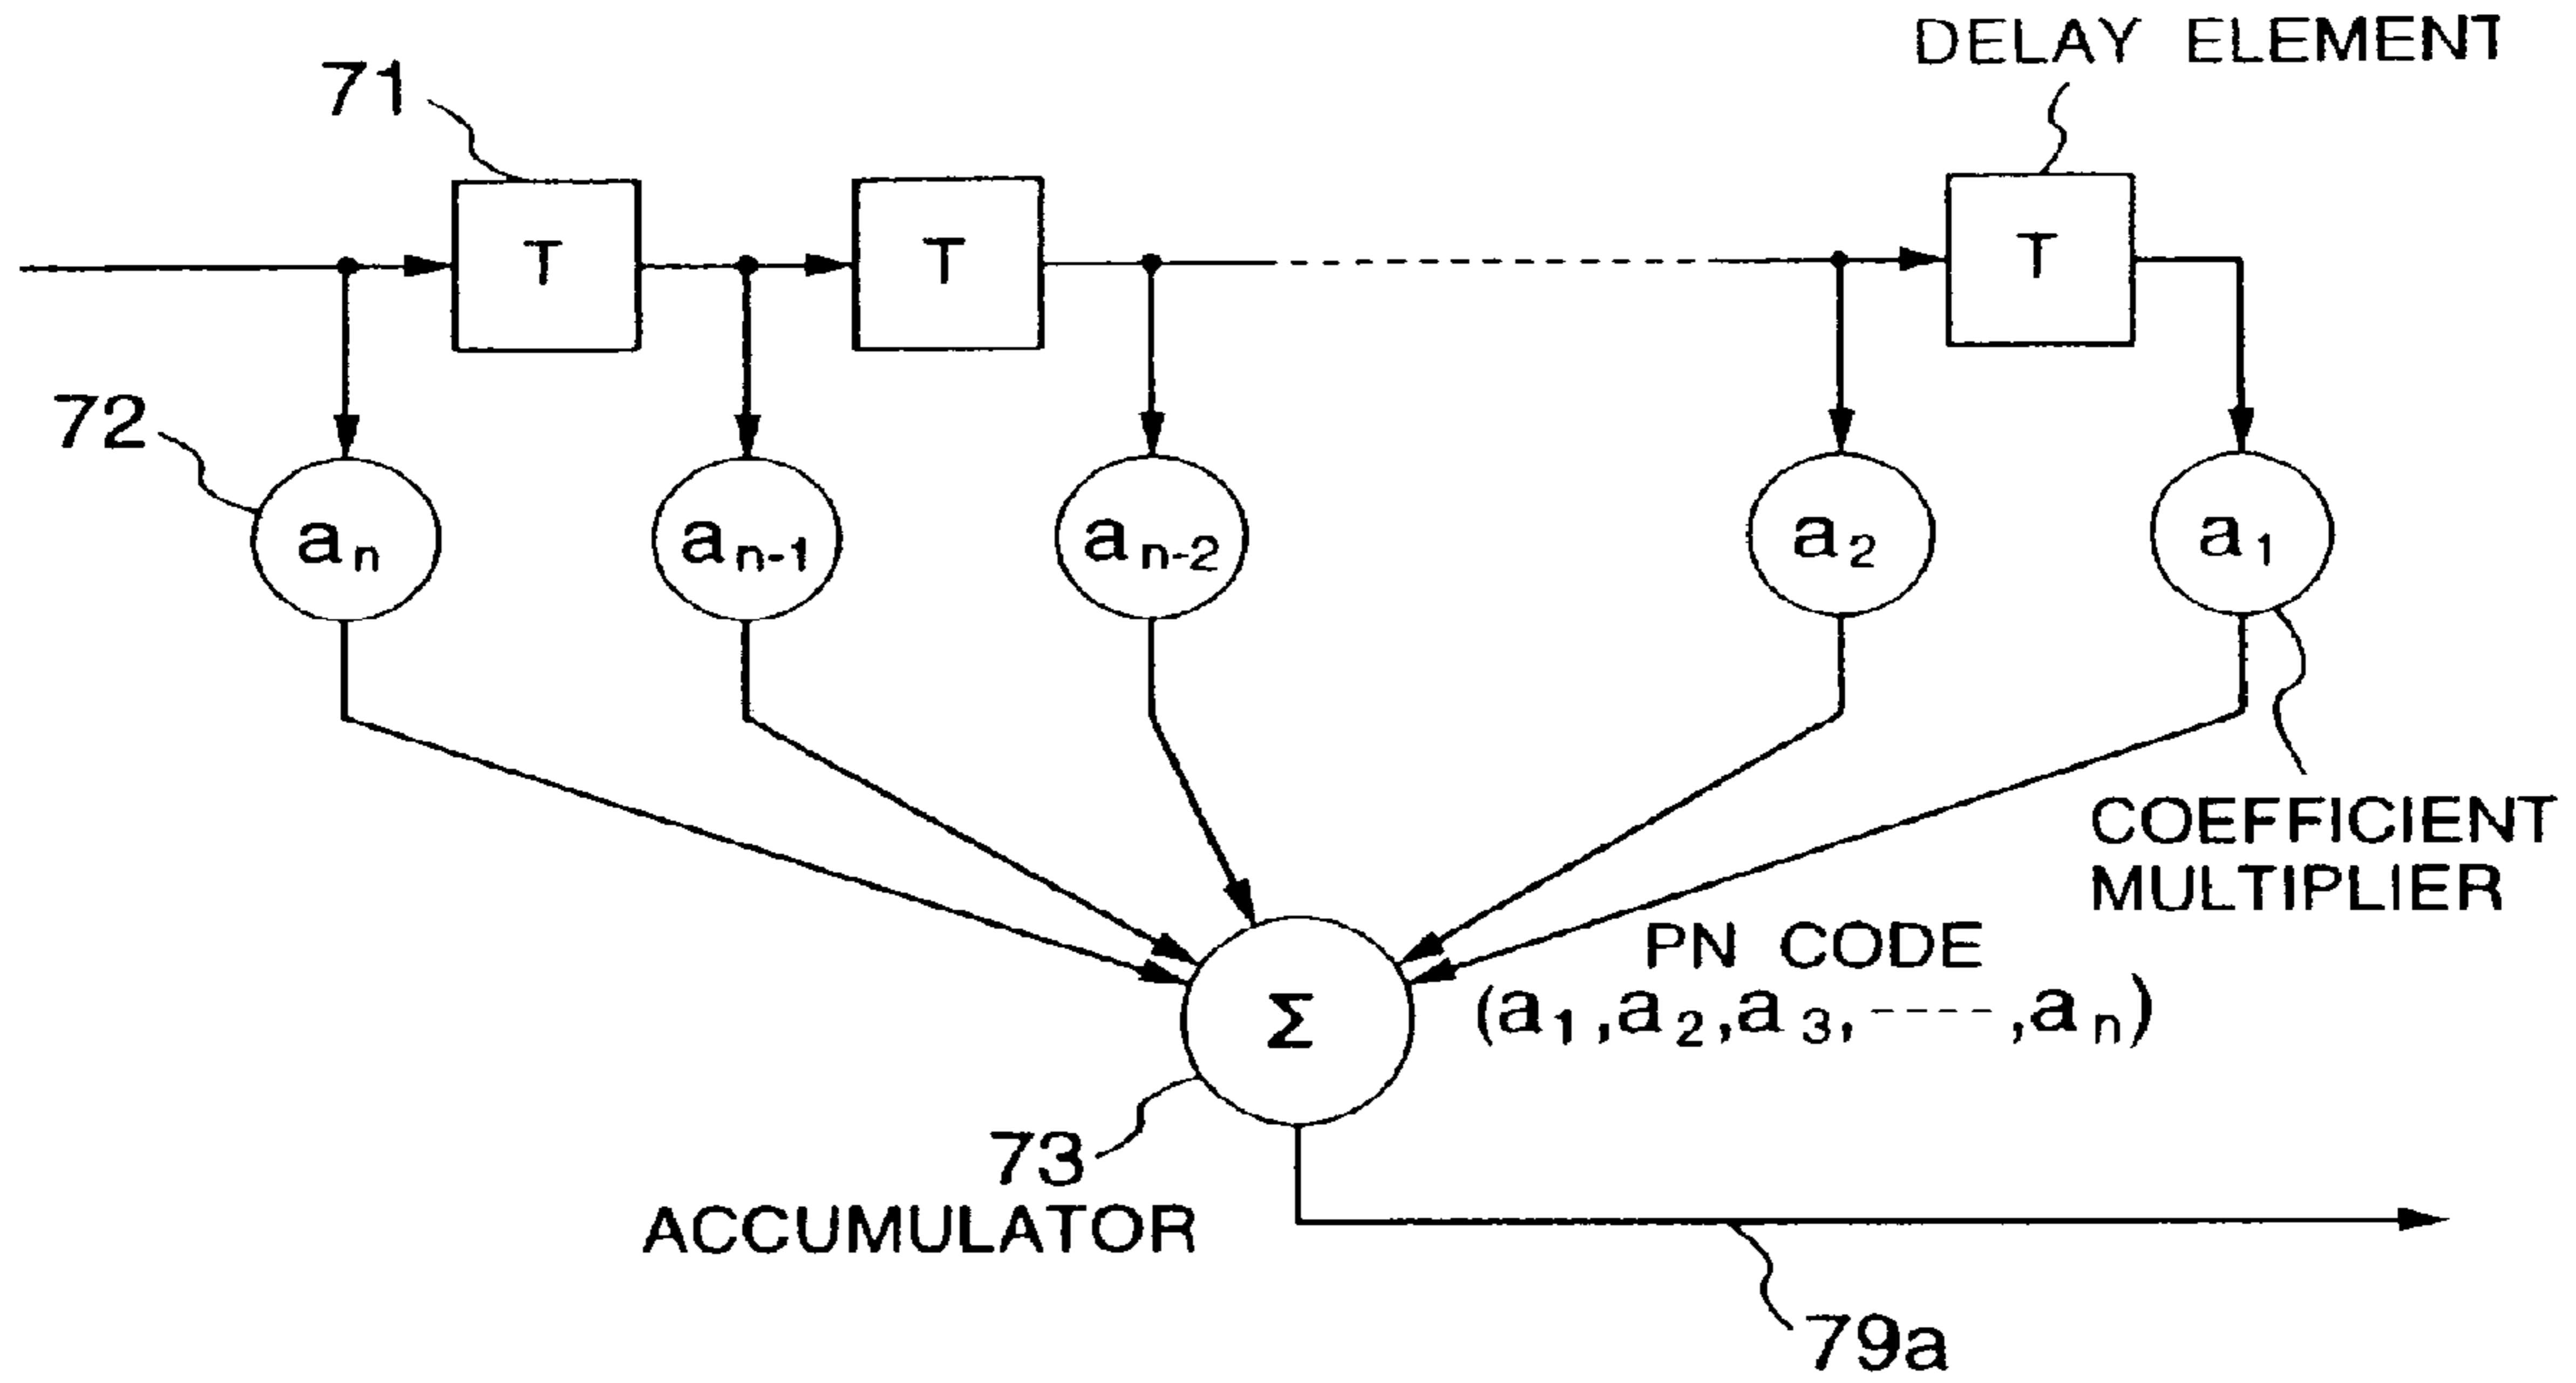 DELAY ELEMENT
71
T
T
T
72
aₙ
aₙ₋₁
aₙ₋₂
a₂
a₁
COEFFICIENT
MULTIPLIER
PN CODE
Σ
(a₁,a₂,a₃,----,aₙ)
73
ACCUMULATOR
79a